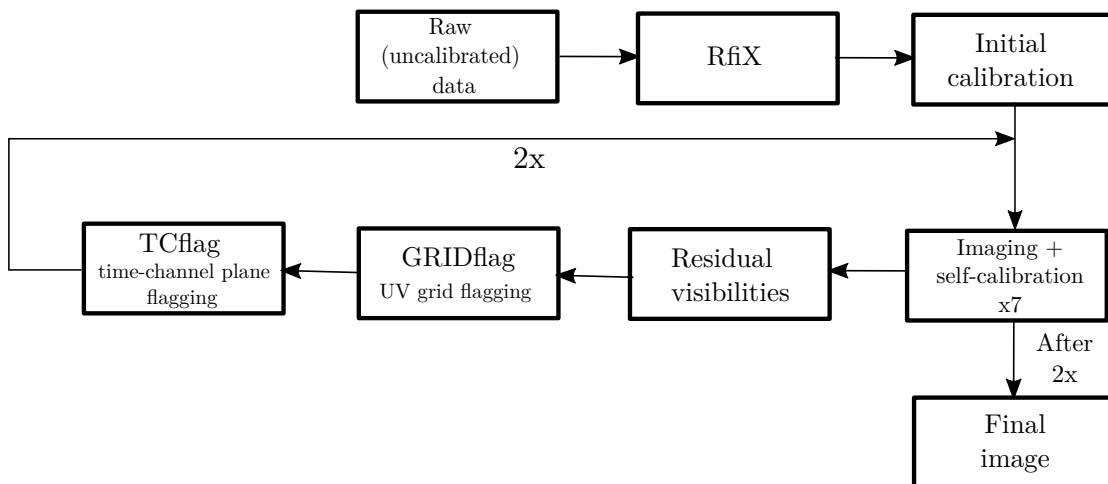 Raw
(uncalibrated)
data
RfiX
Initial
calibration
2x
TCflag
time-channel plane
flagging
GRIDflag
UV grid flagging
Residual
visibilities
Imaging +
self-calibration
x7
After
2x
Final
image